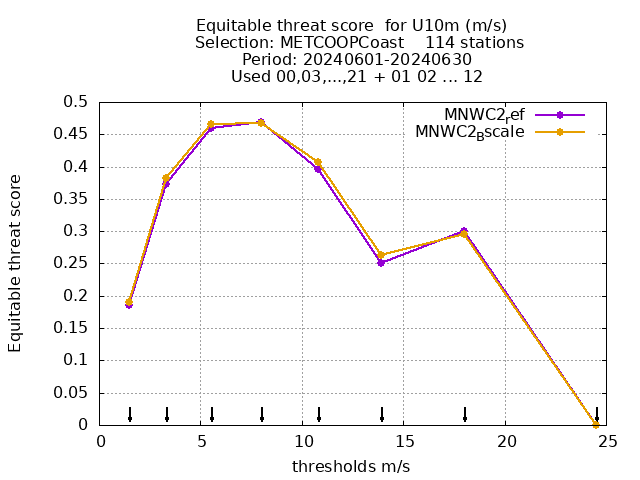 Equitable threat score  for U10m (m/s)
Selection: METCOOPCoast    114 stations
Period: 20240601-20240630
Used 00,03,...,21 + 01 02 ... 12
MNWC2ref
MNWC2Bscale
Equitable threat score
0.5
0.45
0.4
0.35
0.3
0.25
0.2
0.15
0.1
0.05
0
0 5 10 15 20 25
thresholds m/s